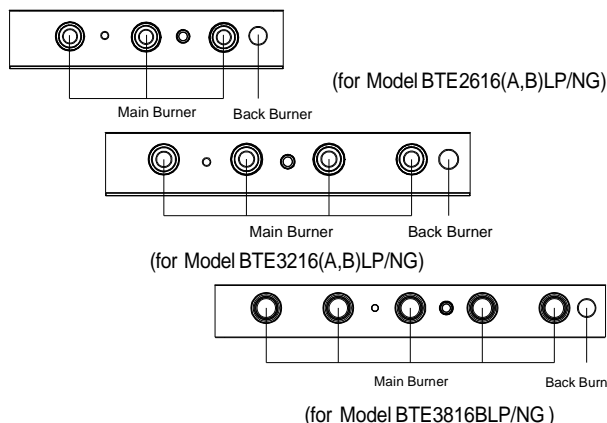 Main Burner Back Burner
(for Model BTE2616(A,B)LP/NG)
Main Burner Back Burner
(for Model BTE3216(A,B)LP/NG)
Main Burner Back Burn
(for Model BTE3816BLP/NG )